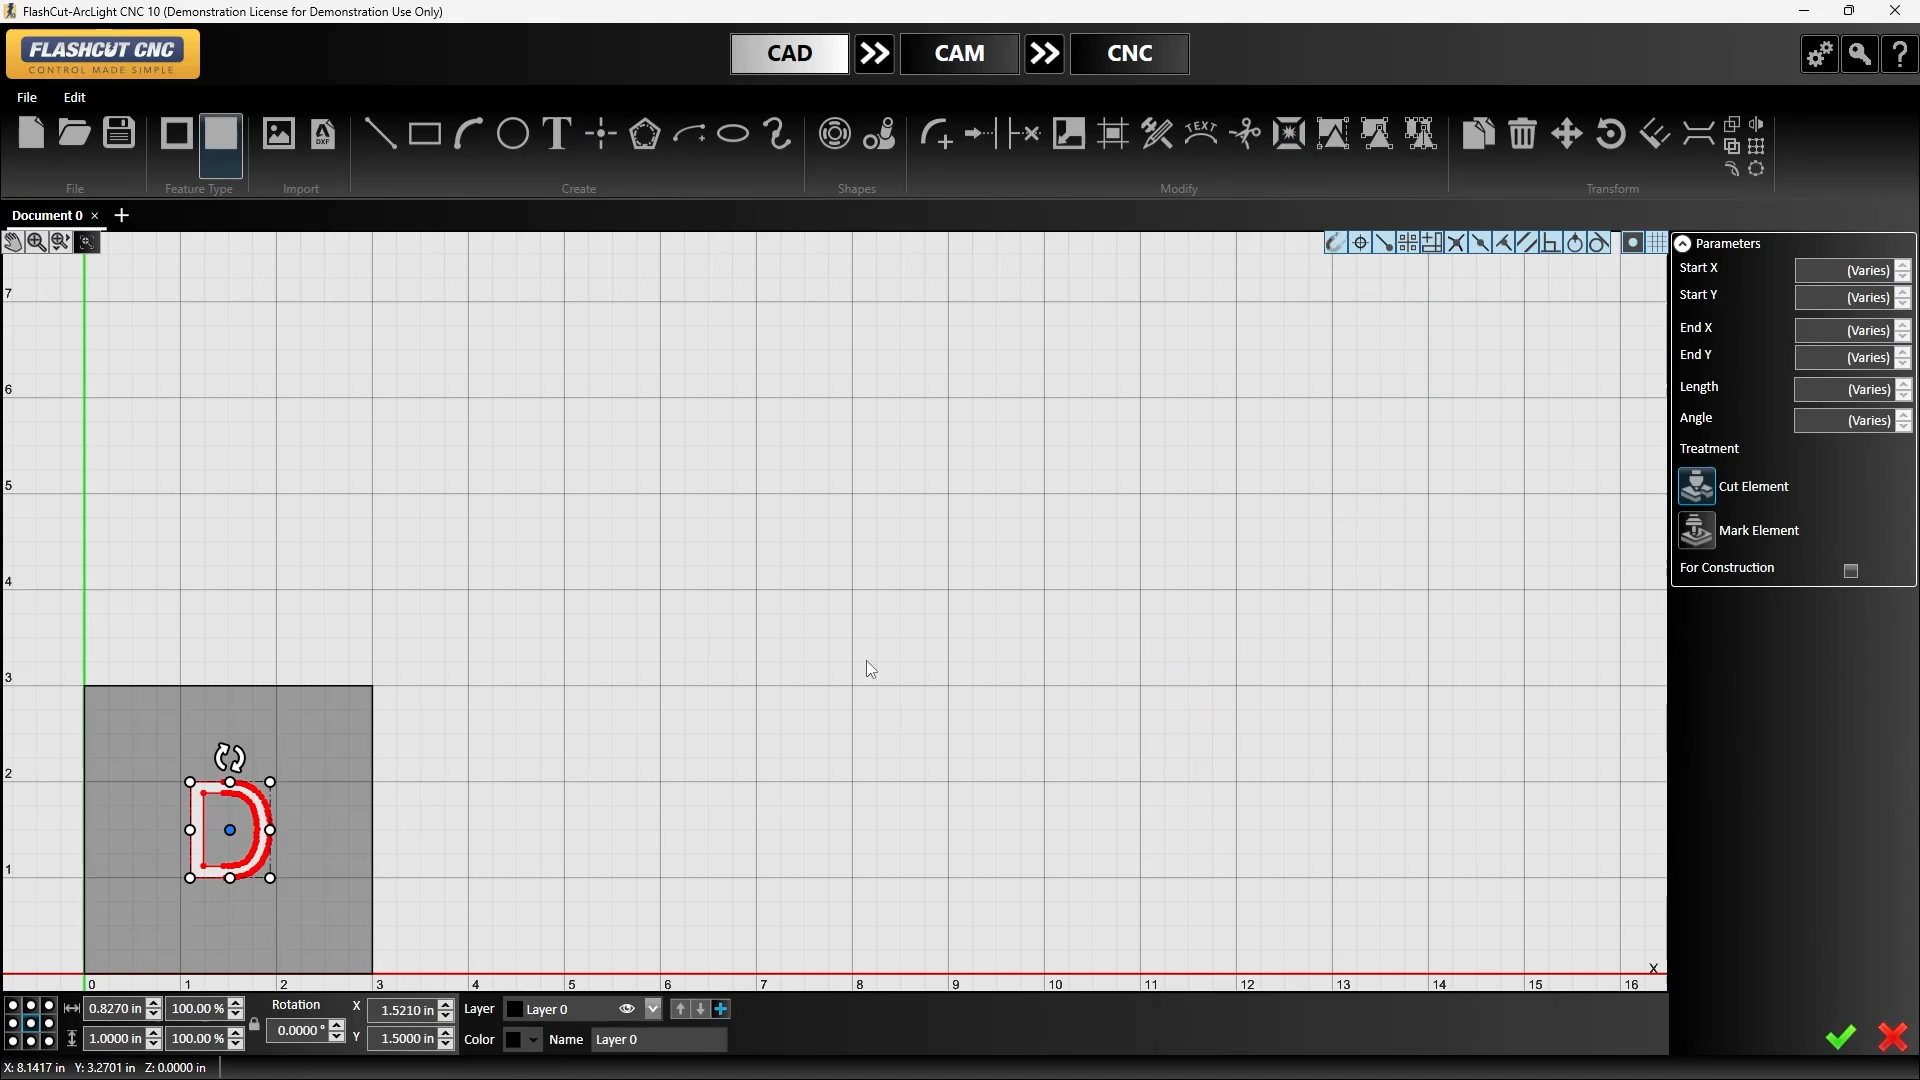 FlashCut-ArcLight CNC 10 (Demonstration License for Demonstration Use Only)
FLASHCUT CNC
CONTROL MADE SIMPLE
CAD
CAM
CNC
File Edit
DXF
TEXT
File Feature Type Import Create Shapes Modify Transform
Document 0
Parameters
Start X (Varies)
Start Y (Varies)
End X (Varies)
End Y (Varies)
Length (Varies)
Angle (Varies)
Treatment
Cut Element
Mark Element
For Construction
7
6
5
4
3
2
1
D
X
0 1 2 3 4 5 6 7 8 9 10 11 12 13 14 15 16
0.8270 in 100.00 % Rotation X 1.5210 in Layer Layer 0
1.0000 in 100.00 % 0.0000 ° Y 1.5000 in Color Name Layer 0
X: 8.1417 in Y: 3.2701 in Z: 0.0000 in